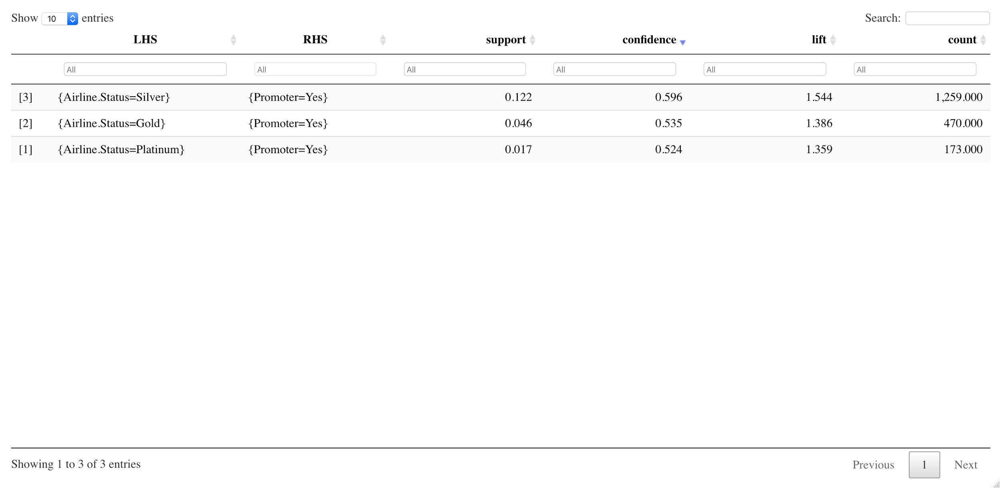 Show 10 entries Search:
LHS RHS support confidence lift count
All All All All All All
[3] {Airline.Status=Silver} {Promoter=Yes} 0.122 0.596 1.544 1,259.000
[2] {Airline.Status=Gold} {Promoter=Yes} 0.046 0.535 1.386 470.000
[1] {Airline.Status=Platinum} {Promoter=Yes} 0.017 0.524 1.359 173.000
Showing 1 to 3 of 3 entries Previous 1 Next